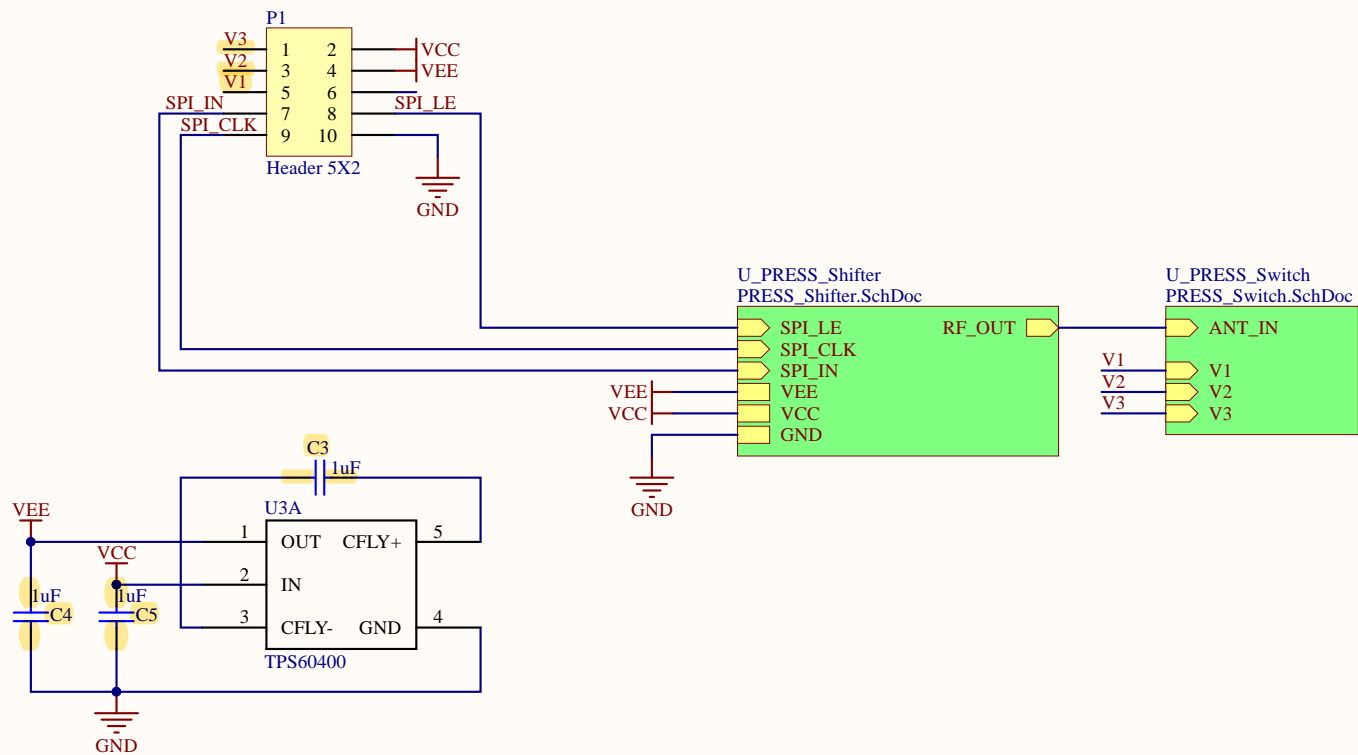 P1
V3 1 2 VCC
V2 3 4 VEE
V1 5 6
SPI_IN 7 8 SPI_LE
SPI_CLK 9 10
Header 5X2
GND
U_PRESS_Shifter
PRESS_Shifter.SchDoc
SPI_LE RF_OUT
SPI_CLK
SPI_IN
VEE VEE
VCC VCC
GND
GND
U_PRESS_Switch
PRESS_Switch.SchDoc
ANT_IN
V1 V1
V2 V2
V3 V3
C3
1uF
U3A
VEE
1 OUT CFLY+ 5
VCC
2 IN
1uF
C4
1uF
C5
3 CFLY- GND 4
TPS60400
GND